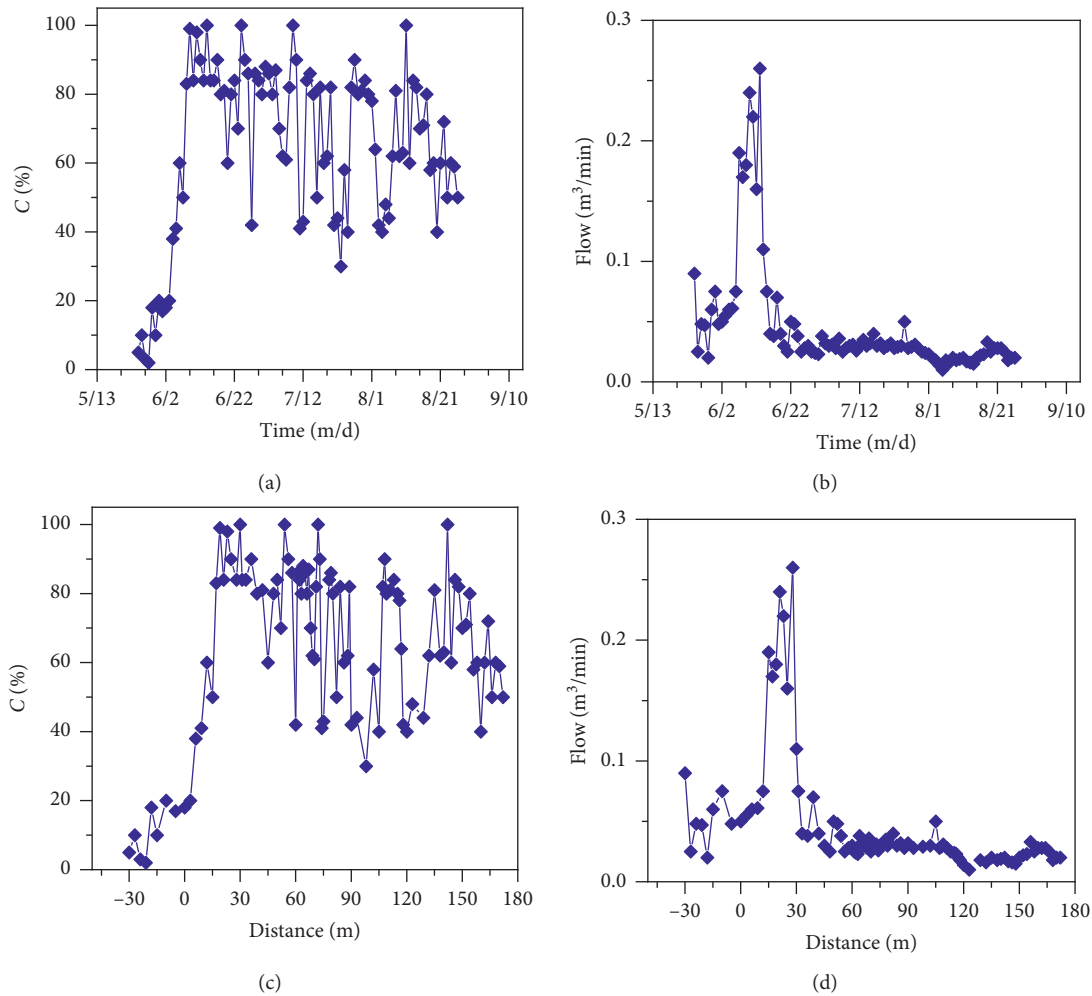 100
80
60
40
20
0
C (%)
5/13 6/2 6/22 7/12 8/1 8/21 9/10
Time (m/d)
(a)
0.3
0.2
0.1
0.0
Flow (m³/min)
5/13 6/2 6/22 7/12 8/1 8/21 9/10
Time (m/d)
(b)
100
80
60
40
20
0
C (%)
−30 0 30 60 90 120 150 180
Distance (m)
(c)
0.3
0.2
0.1
0.0
Flow (m³/min)
−30 0 30 60 90 120 150 180
Distance (m)
(d)